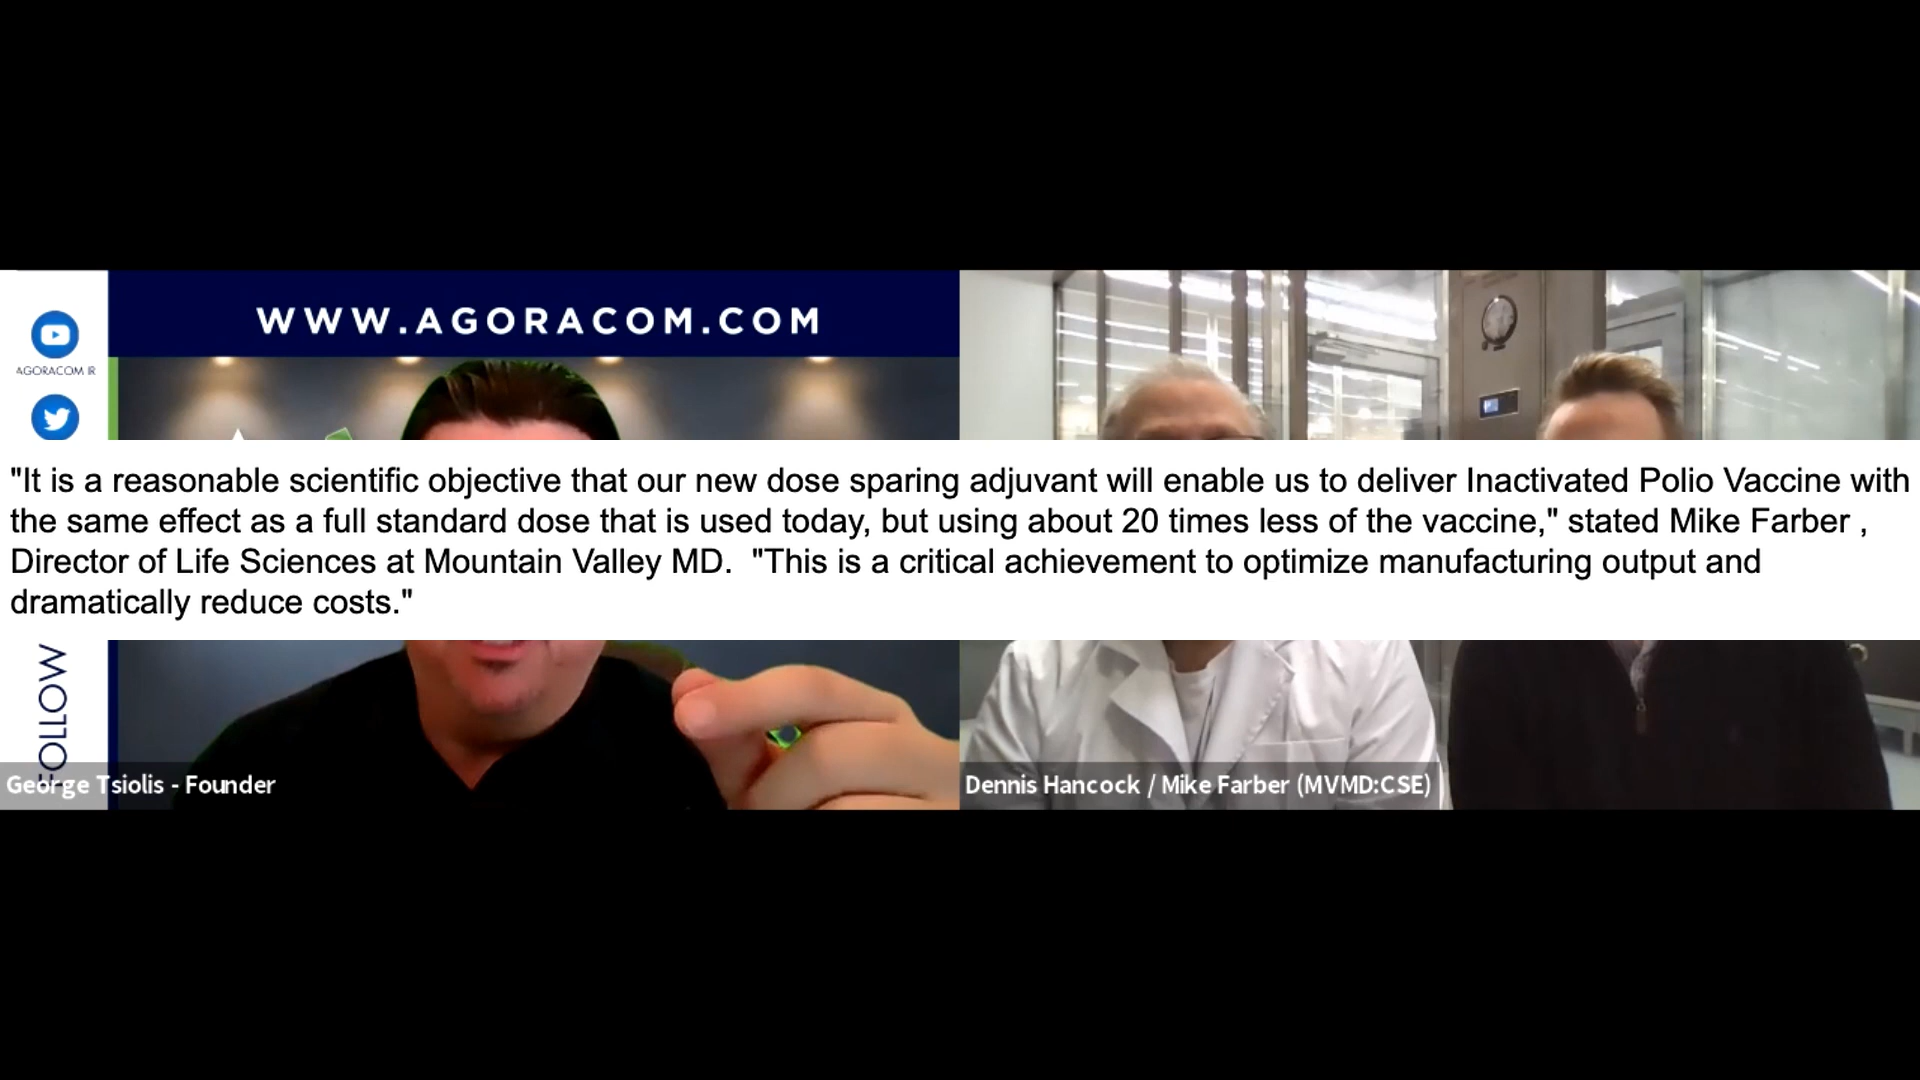 WWW.AGORACOM.COM
AGORACOM IR
"It is a reasonable scientific objective that our new dose sparing adjuvant will enable us to deliver Inactivated Polio Vaccine with
the same effect as a full standard dose that is used today, but using about 20 times less of the vaccine," stated Mike Farber ,
Director of Life Sciences at Mountain Valley MD.  "This is a critical achievement to optimize manufacturing output and
dramatically reduce costs."
FOLLOW
George Tsiolis - Founder
Dennis Hancock / Mike Farber (MVMD:CSE)